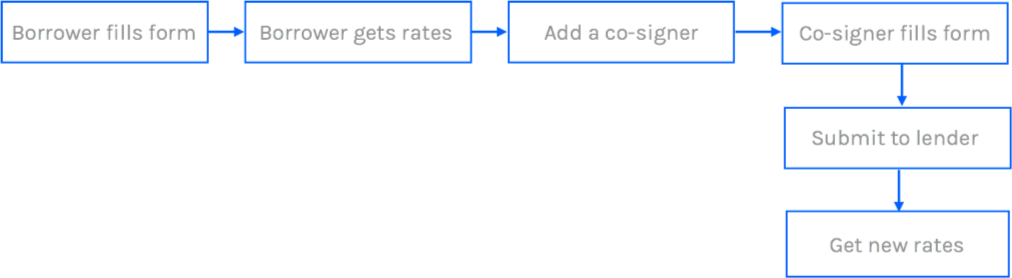 Borrower fills form
Borrower gets rates
Add a co-signer
Co-signer fills form
Submit to lender
Get new rates